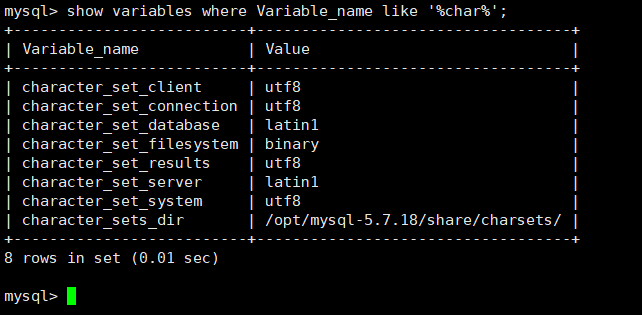 mysql> show variables where Variable_name like '%char%';
+--------------------------+----------------------------------+
| Variable_name            | Value                            |
+--------------------------+----------------------------------+
| character_set_client     | utf8                             |
| character_set_connection | utf8                             |
| character_set_database   | latin1                           |
| character_set_filesystem | binary                           |
| character_set_results    | utf8                             |
| character_set_server     | latin1                           |
| character_set_system     | utf8                             |
| character_sets_dir       | /opt/mysql-5.7.18/share/charsets/ |
+--------------------------+----------------------------------+
8 rows in set (0.01 sec)
mysql>